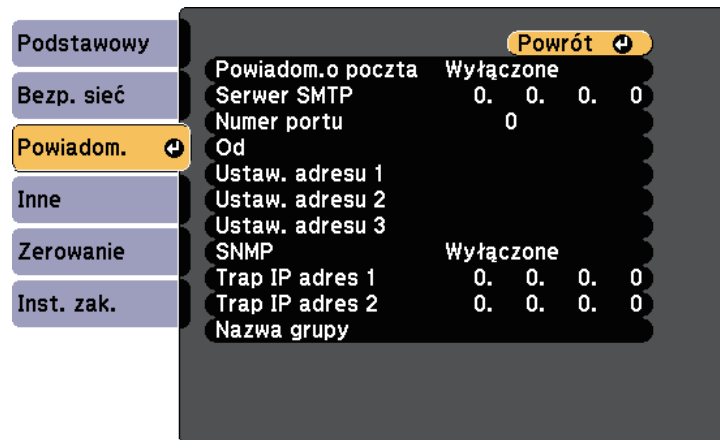 Podstawowy
Bezp. sieć
Powiadom.
Inne
Zerowanie
Inst. zak.
Powrót
Powiadom.o poczta Wyłączone
Serwer SMTP 0. 0. 0. 0
Numer portu 0
Od
Ustaw. adresu 1
Ustaw. adresu 2
Ustaw. adresu 3
SNMP Wyłączone
Trap IP adres 1 0. 0. 0. 0
Trap IP adres 2 0. 0. 0. 0
Nazwa grupy